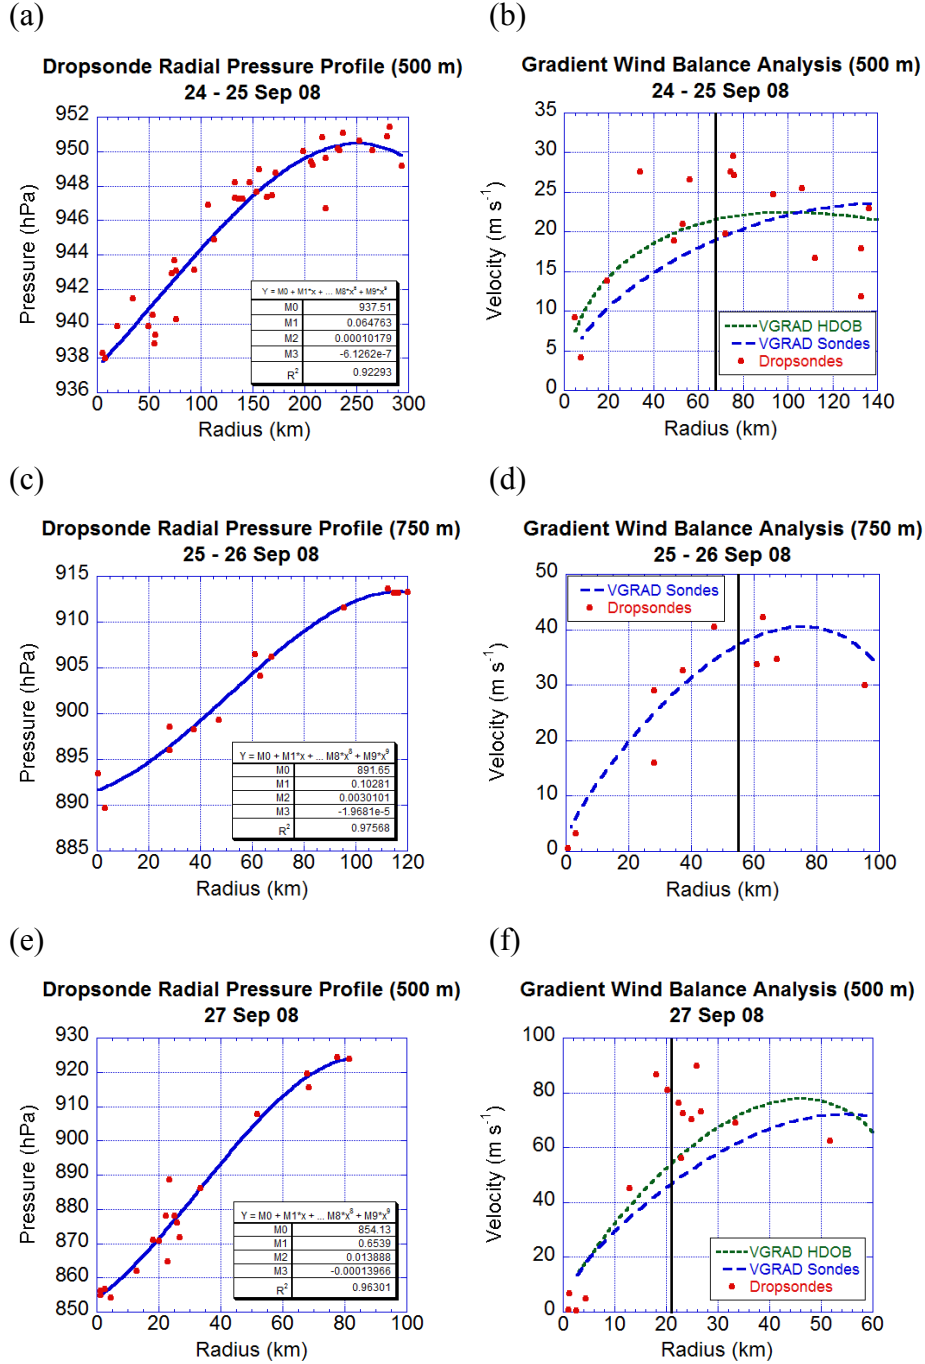 (a)
Dropsonde Radial Pressure Profile (500 m)
24 - 25 Sep 08
Pressure (hPa)
952
950
948
946
944
942
940
938
936
Y = M0 + M1*x + ... M8*x⁸ + M9*x⁹
M0 937.51
M1 0.064763
M2 0.00010179
M3 -6.1262e-7
R² 0.92293
0 50 100 150 200 250 300
Radius (km)
(b)
Gradient Wind Balance Analysis (500 m)
24 - 25 Sep 08
Velocity (m s⁻¹)
35
30
25
20
15
10
5
0
VGRAD HDOB
VGRAD Sondes
Dropsondes
0 20 40 60 80 100 120 140
Radius (km)
(c)
Dropsonde Radial Pressure Profile (750 m)
25 - 26 Sep 08
Pressure (hPa)
915
910
905
900
895
890
885
Y = M0 + M1*x + ... M8*x⁸ + M9*x⁹
M0 891.65
M1 0.10281
M2 0.0030101
M3 -1.9681e-5
R² 0.97568
0 20 40 60 80 100 120
Radius (km)
(d)
Gradient Wind Balance Analysis (750 m)
25 - 26 Sep 08
Velocity (m s⁻¹)
50
40
30
20
10
0
VGRAD Sondes
Dropsondes
0 20 40 60 80 100
Radius (km)
(e)
Dropsonde Radial Pressure Profile (500 m)
27 Sep 08
Pressure (hPa)
930
920
910
900
890
880
870
860
850
Y = M0 + M1*x + ... M8*x⁸ + M9*x⁹
M0 854.13
M1 0.6539
M2 0.013888
M3 -0.00013966
R² 0.96301
0 20 40 60 80 100
Radius (km)
(f)
Gradient Wind Balance Analysis (500 m)
27 Sep 08
Velocity (m s⁻¹)
100
80
60
40
20
0
VGRAD HDOB
VGRAD Sondes
Dropsondes
0 10 20 30 40 50 60
Radius (km)